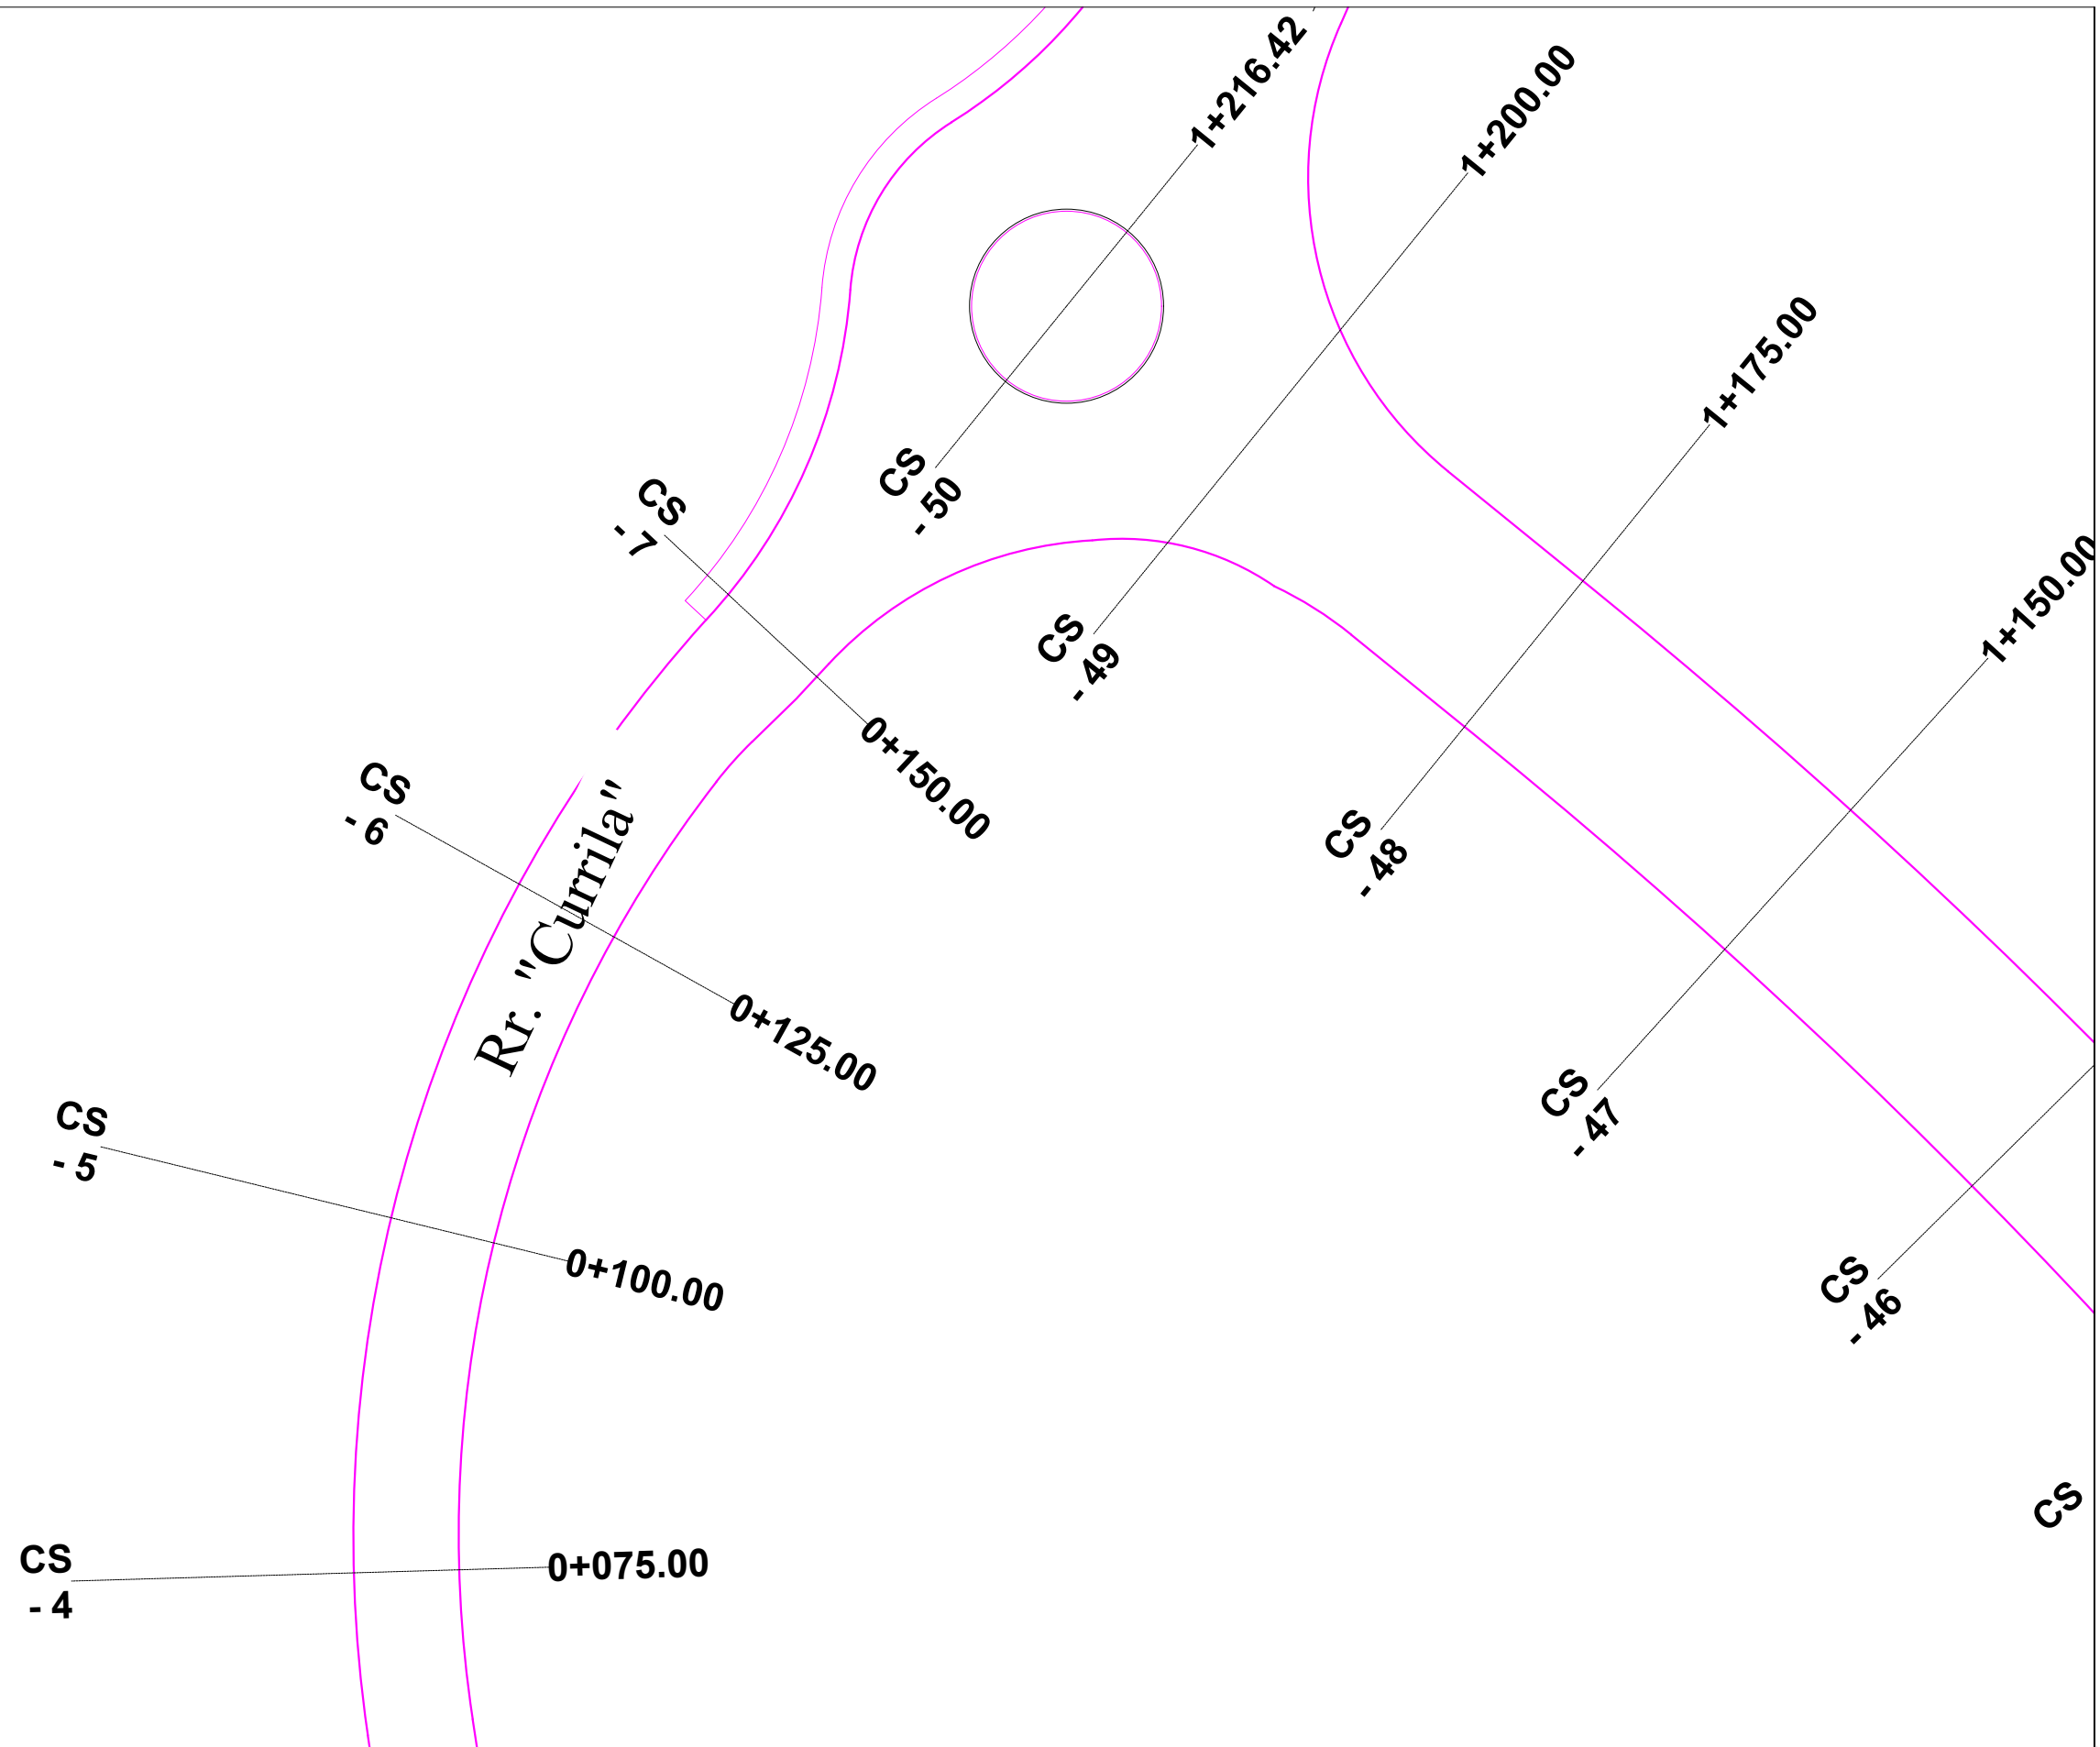 1+216.42
CS
- 50
1+200.00
CS
- 49
1+175.00
CS
- 48
1+150.00
CS
- 47
CS
- 46
CS
CS
- 7
0+150.00
CS
- 6
0+125.00
Rr. "Currila"
CS
- 5
0+100.00
CS
- 4
0+075.00